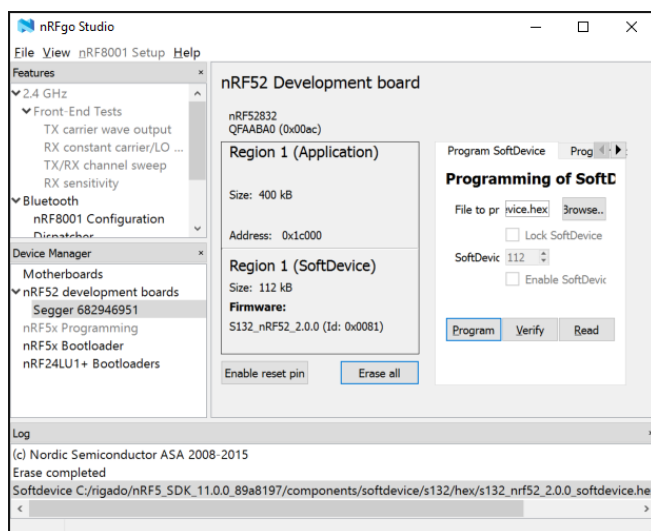 nRFgo Studio
File View nRF8001 Setup Help
Features
2.4 GHz
Front-End Tests
TX carrier wave output
RX constant carrier/LO ...
TX/RX channel sweep
RX sensitivity
Bluetooth
nRF8001 Configuration
Dispatcher
Device Manager
Motherboards
nRF52 development boards
Segger 682946951
nRF5x Programming
nRF5x Bootloader
nRF24LU1+ Bootloaders
nRF52 Development board
nRF52832
QFAABA0 (0x00ac)
Region 1 (Application)
Size: 400 kB
Address: 0x1c000
Region 1 (SoftDevice)
Size: 112 kB
Firmware:
S132_nRF52_2.0.0 (Id: 0x0081)
Enable reset pin
Erase all
Program SoftDevice
Prog
Programming of SoftD
File to pr
evice.hex
Browse..
Lock SoftDevice
SoftDevic
112
Enable SoftDevic
Program
Verify
Read
Log
(c) Nordic Semiconductor ASA 2008-2015
Erase completed
Softdevice C:/rigado/nRF5_SDK_11.0.0_89a8197/components/softdevice/s132/hex/s132_nrf52_2.0.0_softdevice.he